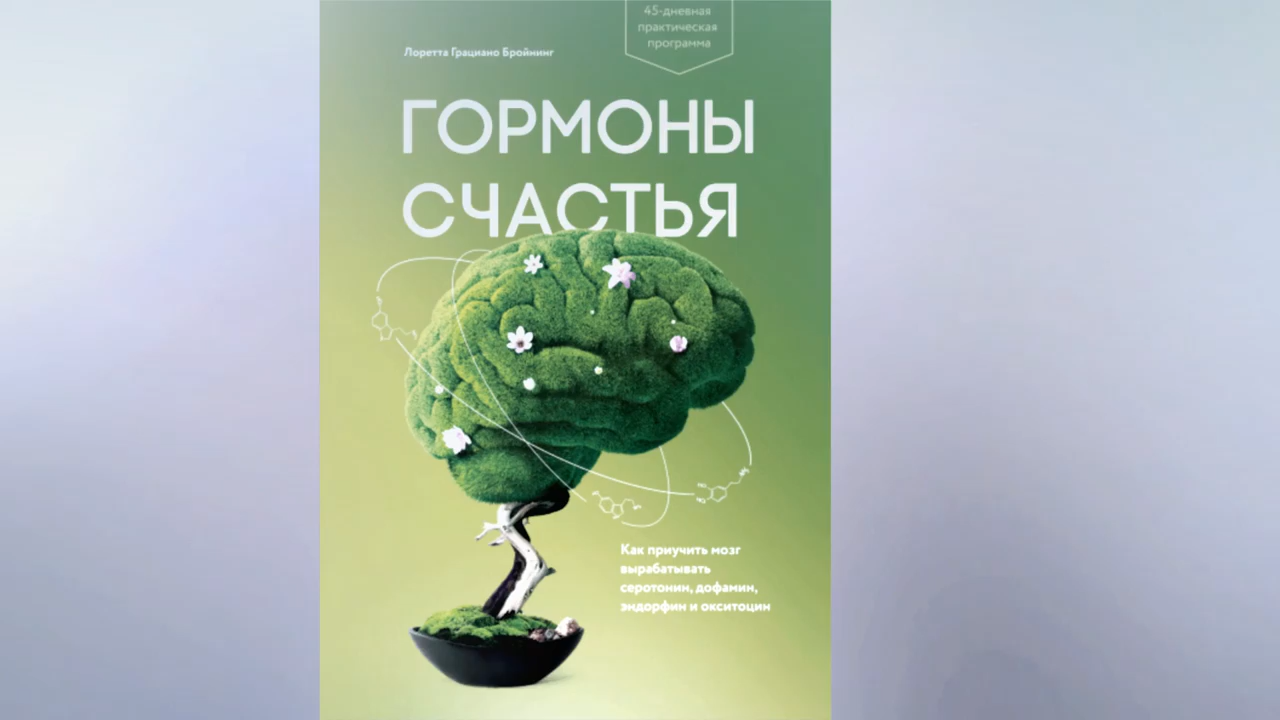 45-дневная
практическая
программа
Лоретта Грациано Бройнинг
ГОРМОНЫ
СЧАСТЬЯ
Как приучить мозг
вырабатывать
серотонин, дофамин,
эндорфин и окситоцин